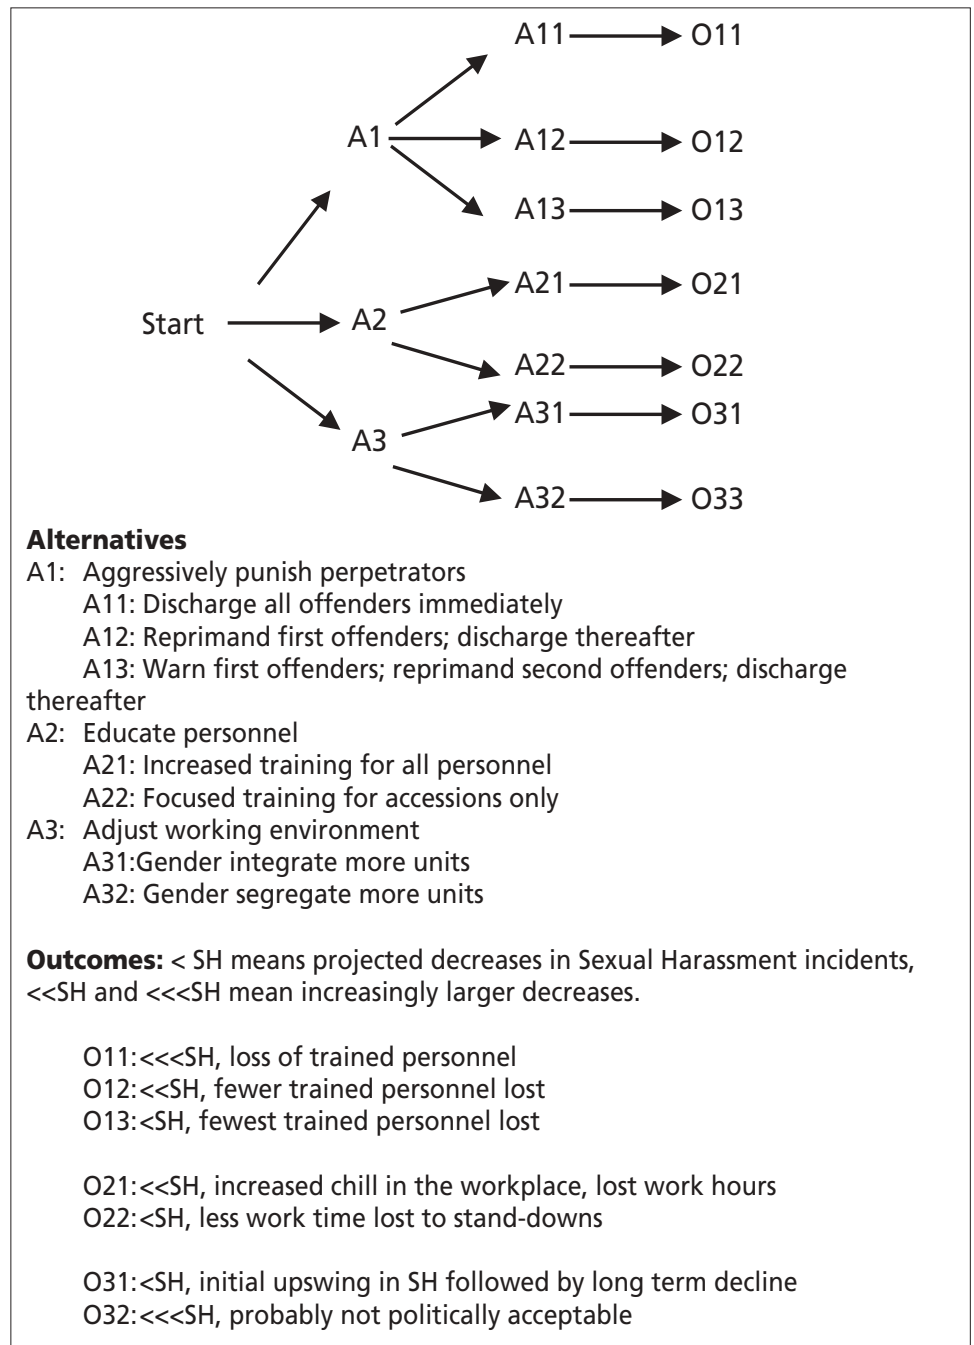 A11 O11
A1 A12 O12
A13 O13
A21 O21
Start A2
A22 O22
A31 O31
A3
A32 O33
Alternatives
A1: Aggressively punish perpetrators
A11: Discharge all offenders immediately
A12: Reprimand first offenders; discharge thereafter
A13: Warn first offenders; reprimand second offenders; discharge
thereafter
A2: Educate personnel
A21: Increased training for all personnel
A22: Focused training for accessions only
A3: Adjust working environment
A31:Gender integrate more units
A32: Gender segregate more units
Outcomes: < SH means projected decreases in Sexual Harassment incidents,
<<SH and <<<SH mean increasingly larger decreases.
O11:<<<SH, loss of trained personnel
O12:<<SH, fewer trained personnel lost
O13:<SH, fewest trained personnel lost
O21:<<SH, increased chill in the workplace, lost work hours
O22:<SH, less work time lost to stand-downs
O31:<SH, initial upswing in SH followed by long term decline
O32:<<<SH, probably not politically acceptable